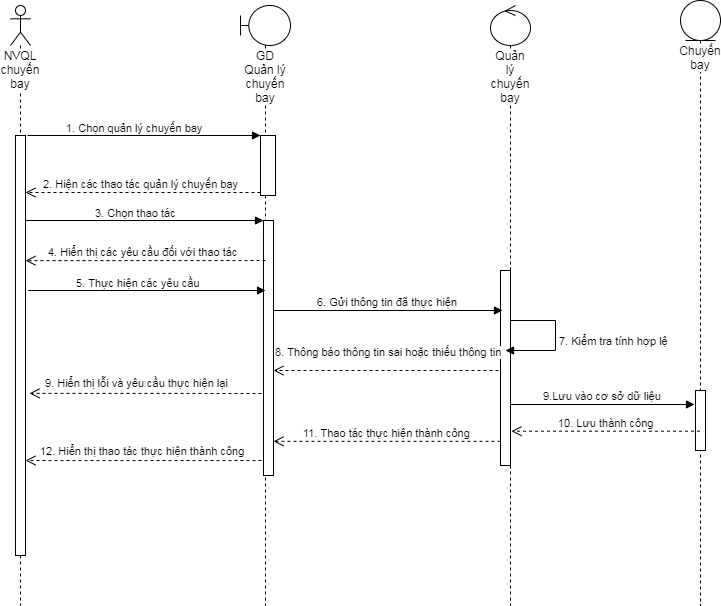 NVQL
chuyến
bay
GD
Quản lý
chuyến
bay
Quản
lý
chuyến
bay
Chuyến
bay
1. Chọn quản lý chuyến bay
2. Hiện các thao tác quản lý chuyến bay
3. Chọn thao tác
4. Hiển thị các yêu cầu đối với thao tác
5. Thực hiện các yêu cầu
6. Gửi thông tin đã thực hiện
7. Kiểm tra tính hợp lệ
8. Thông báo thông tin sai hoặc thiếu thông tin
9. Hiển thị lỗi và yêu cầu thực hiện lại
9.Lưu vào cơ sở dữ liệu
10. Lưu thành công
11. Thao tác thực hiện thành công
12. Hiển thị thao tác thực hiện thành công